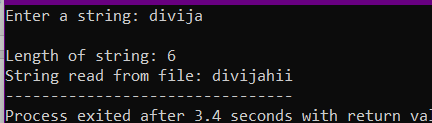 Enter a string: divija
Length of string: 6
String read from file: divijahii
--------------------------------
Process exited after 3.4 seconds with return